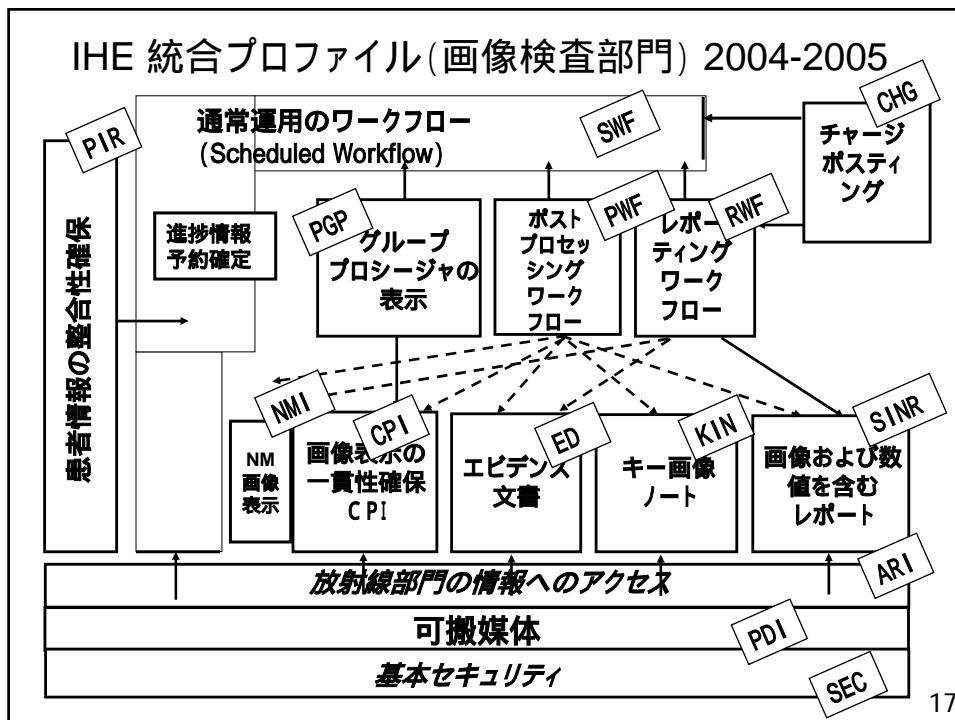 IHE 統合プロファイル(画像検査部門) 2004-2005
PIR
通常運用のワークフロー
(Scheduled Workflow)
SWF
CHG
チャージ
ポスティ
ング
患者情報の整合性確保
進捗情報
予約確定
PGP
グループ
プロシージャの
表示
PWF
ポスト
プロセッ
シング
ワーク
フロー
RWF
レポー
ティング
ワーク
フロー
NMI
NM
画像
表示
CPI
画像表示の
一貫性確保
CPI
ED
エビデンス
文書
KIN
キー画像
ノート
SINR
画像および数
値を含む
レポート
放射線部門の情報へのアクセス
ARI
可搬媒体
PDI
基本セキュリティ
SEC
17